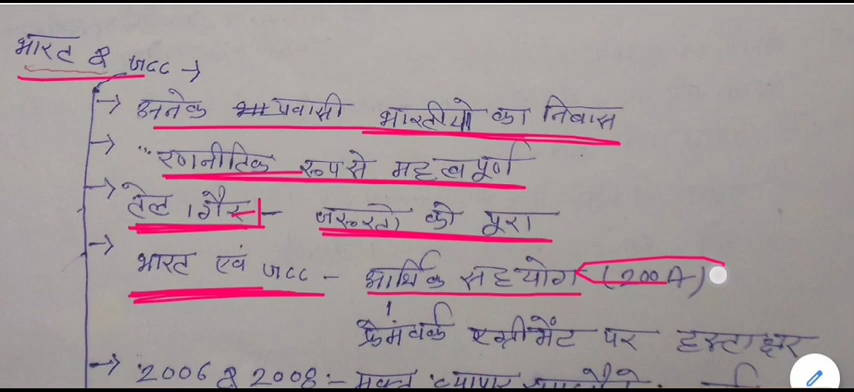 भारत & GCC →
→ अनेक प्रवासी भारतीयो का निवास
→ "रणनीतिक रूप से महत्वपूर्ण
→ तेल । गैस - जरूरतो को पूरा
→ भारत एवं GCC - आर्थिक सहयोग (2004)
फ्रेमवर्क एग्रीमेंट पर हस्ताक्षर
→ 2006 & 2008:- मुक्त व्यापार